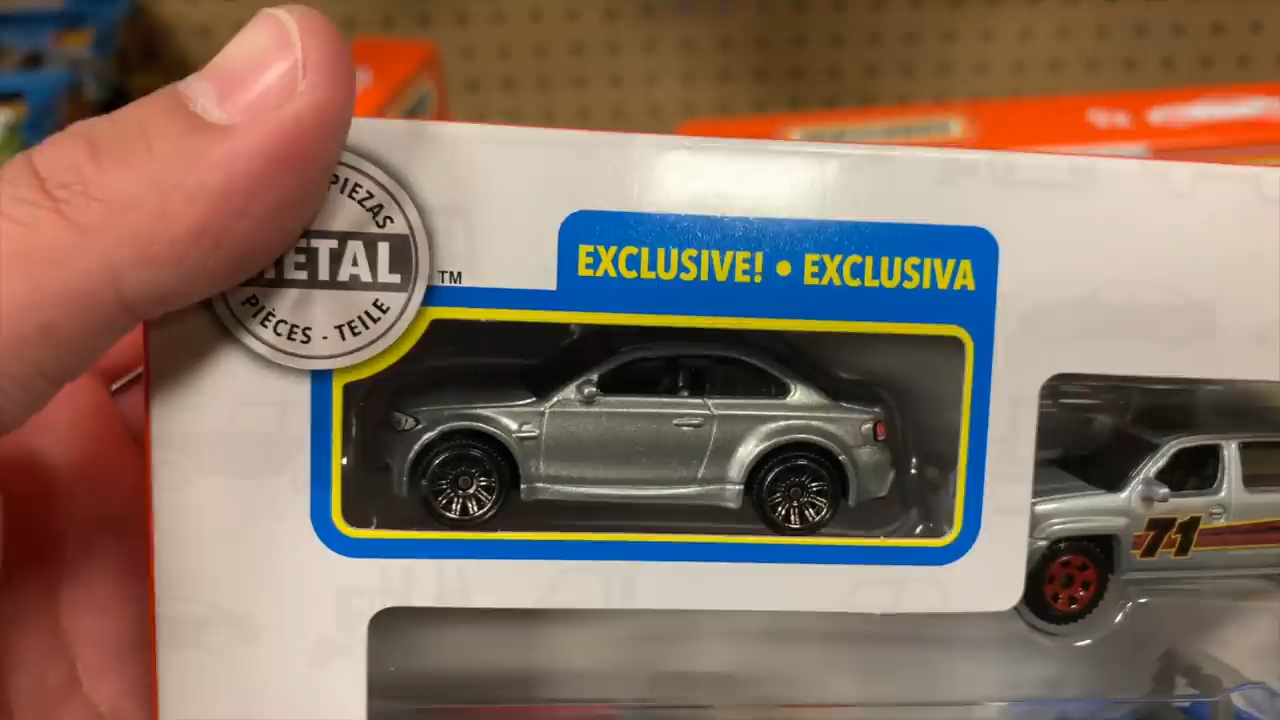 PIEZAS
METAL
TM
PIÈCES - TEILE
EXCLUSIVE! • EXCLUSIVA
71